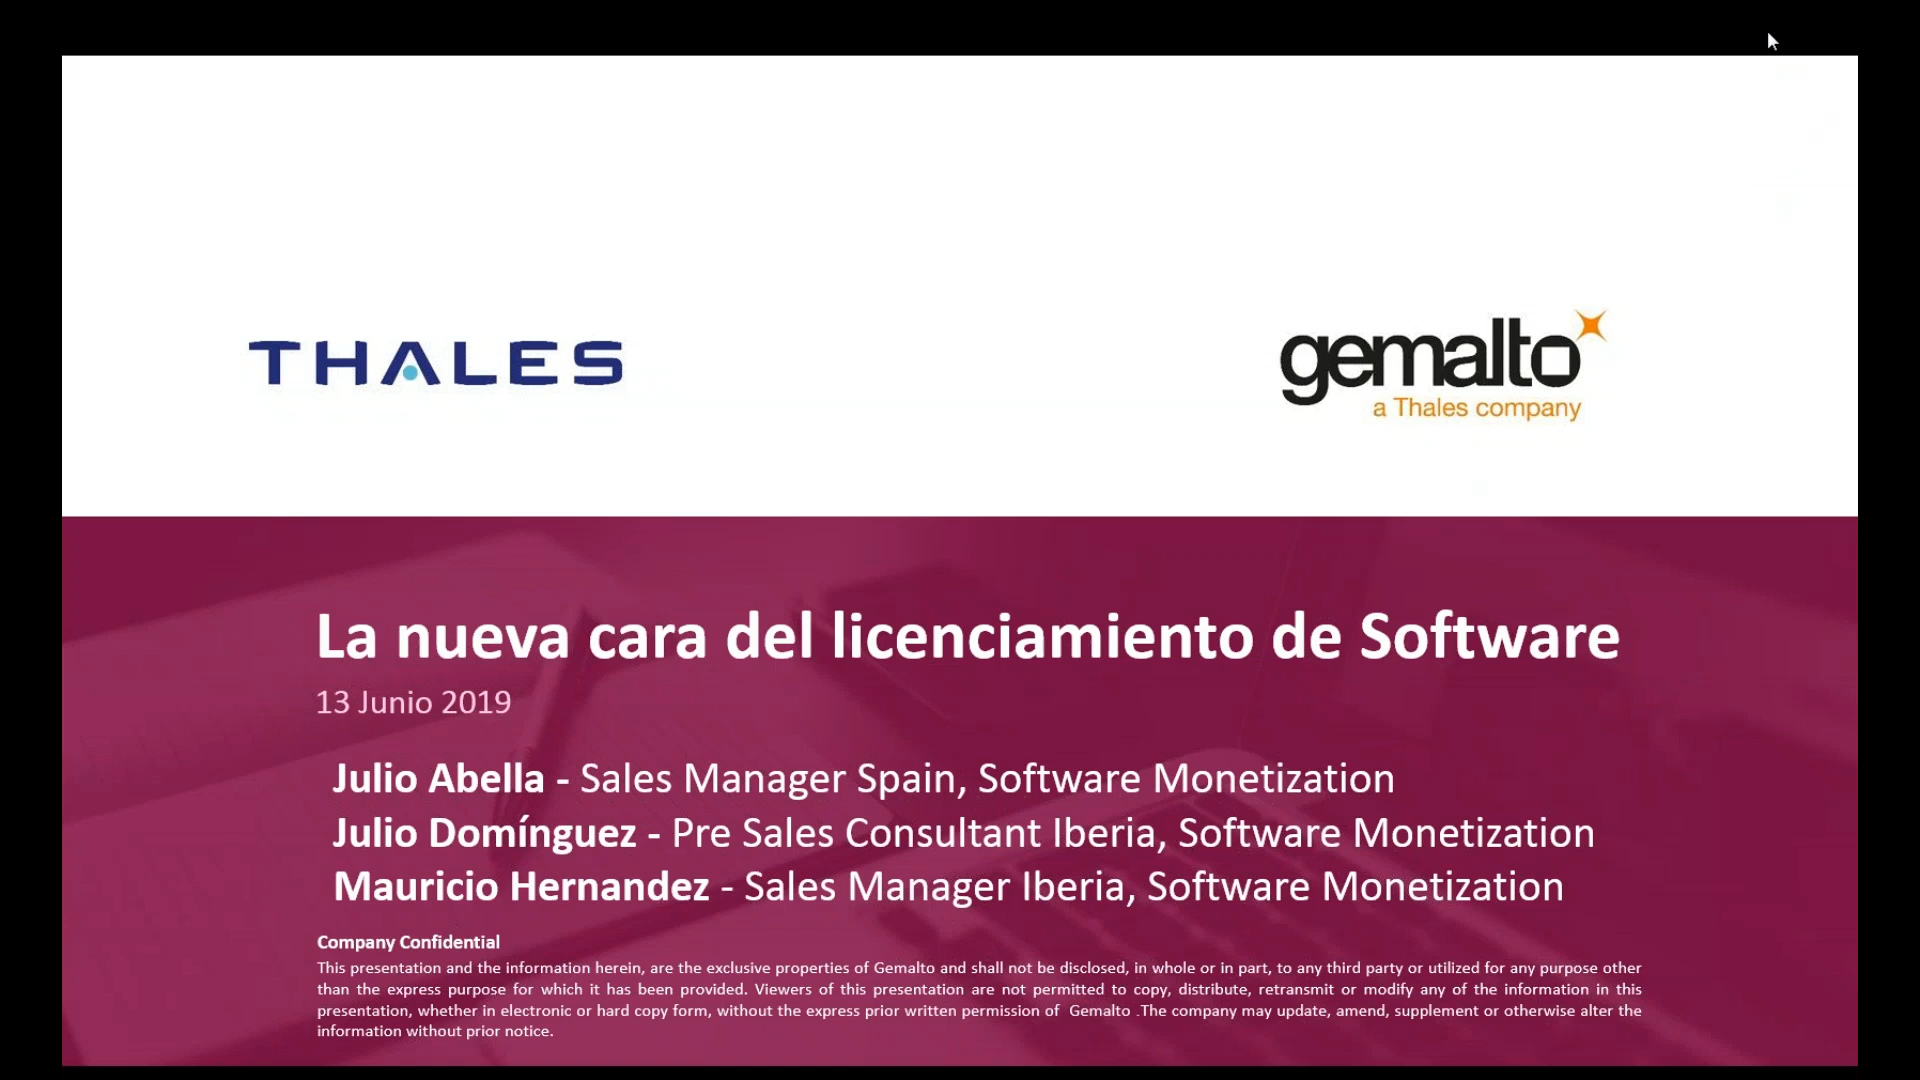 THALES
gemalto
a Thales company
La nueva cara del licenciamiento de Software
13 Junio 2019
Julio Abella - Sales Manager Spain, Software Monetization
Julio Domínguez - Pre Sales Consultant Iberia, Software Monetization
Mauricio Hernandez - Sales Manager Iberia, Software Monetization
Company Confidential
This presentation and the information herein, are the exclusive properties of Gemalto and shall not be disclosed, in whole or in part, to any third party or utilized for any purpose other
than the express purpose for which it has been provided. Viewers of this presentation are not permitted to copy, distribute, retransmit or modify any of the information in this
presentation, whether in electronic or hard copy form, without the express prior written permission of Gemalto .The company may update, amend, supplement or otherwise alter the
information without prior notice.